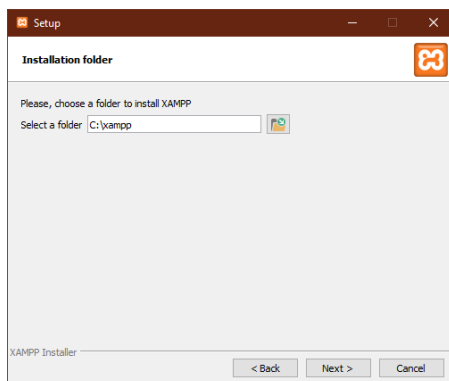 Setup
Installation folder
Please, choose a folder to install XAMPP
Select a folder C:\xampp
XAMPP Installer
< Back Next > Cancel